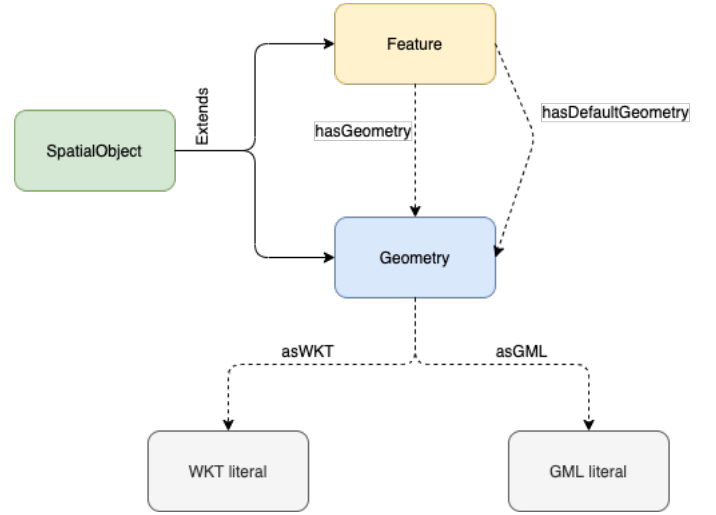 Feature
Extends
hasDefaultGeometry
hasGeometry
SpatialObject
Geometry
asWKT
asGML
WKT literal
GML literal